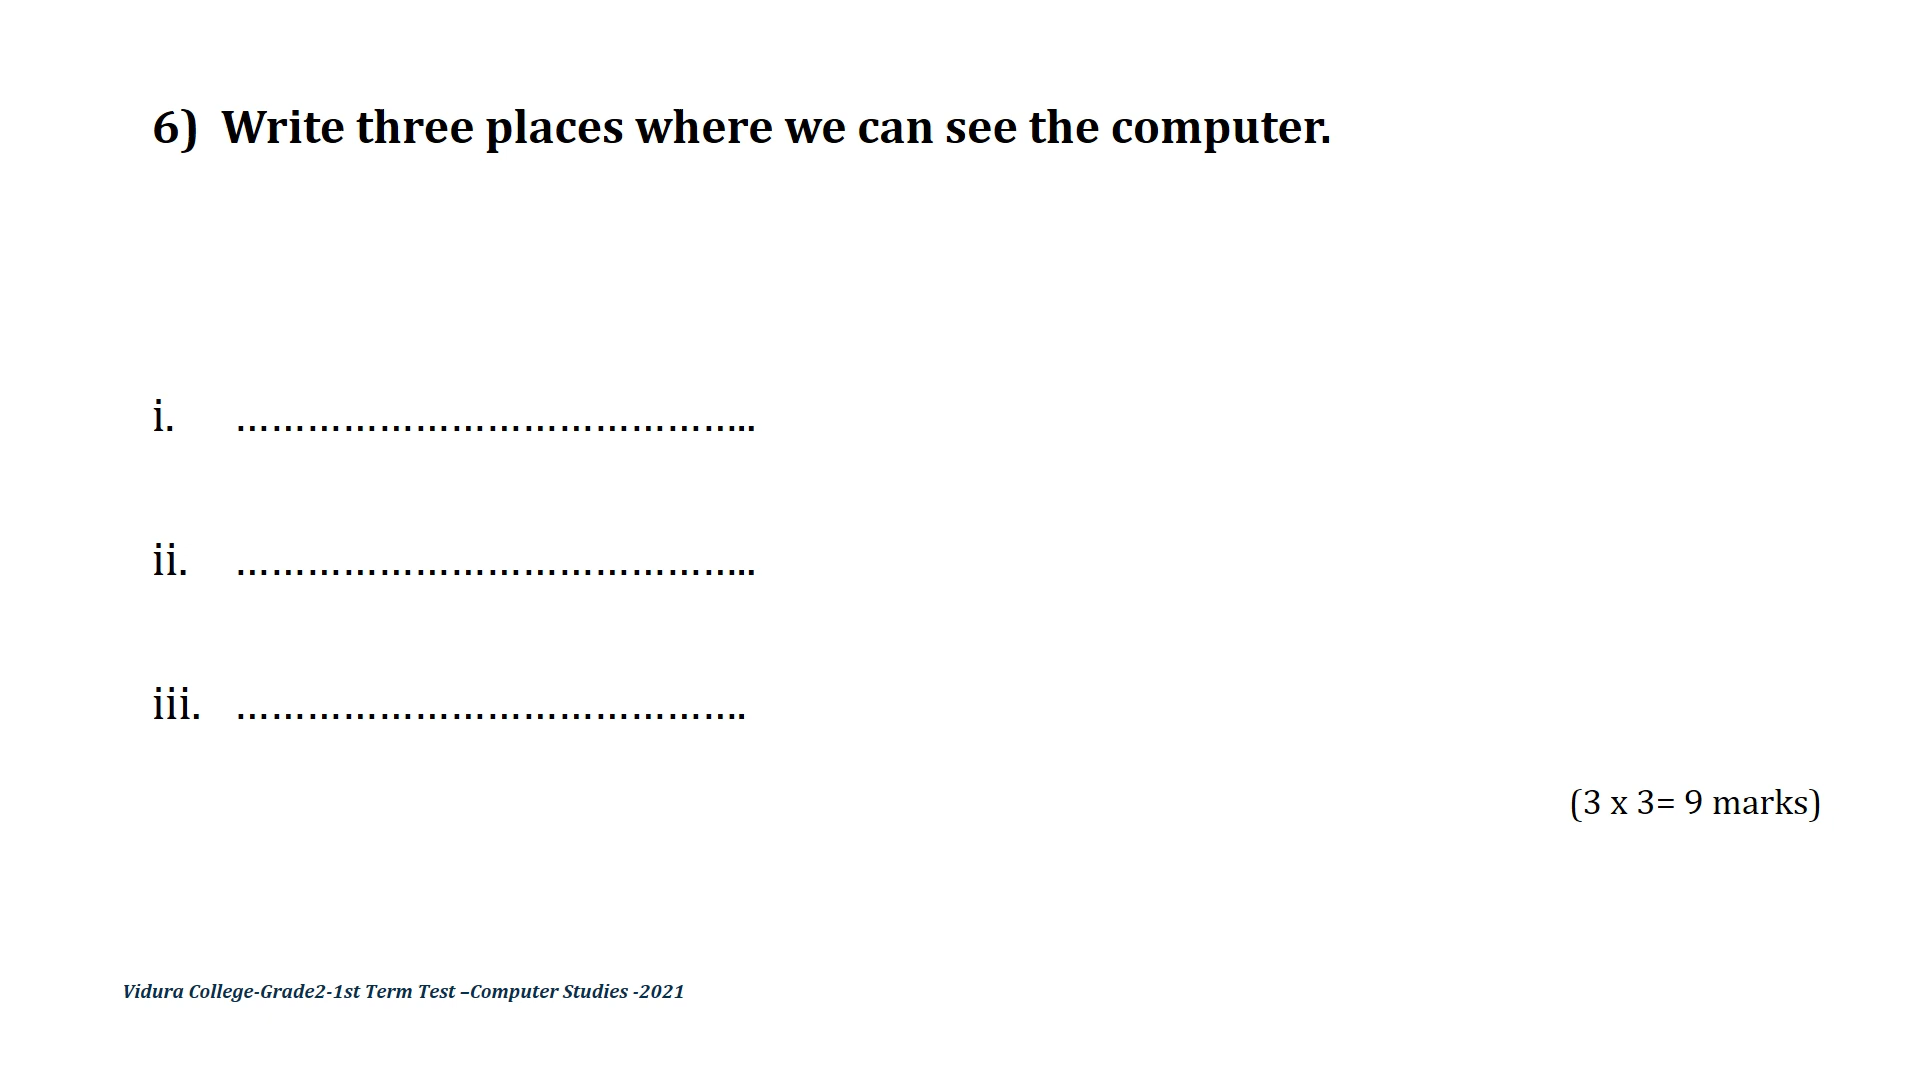 6) Write three places where we can see the computer.
i. ……………………………………...
ii. ……………………………………...
iii. ……………………………………..
(3 x 3= 9 marks)
Vidura College-Grade2-1st Term Test –Computer Studies -2021